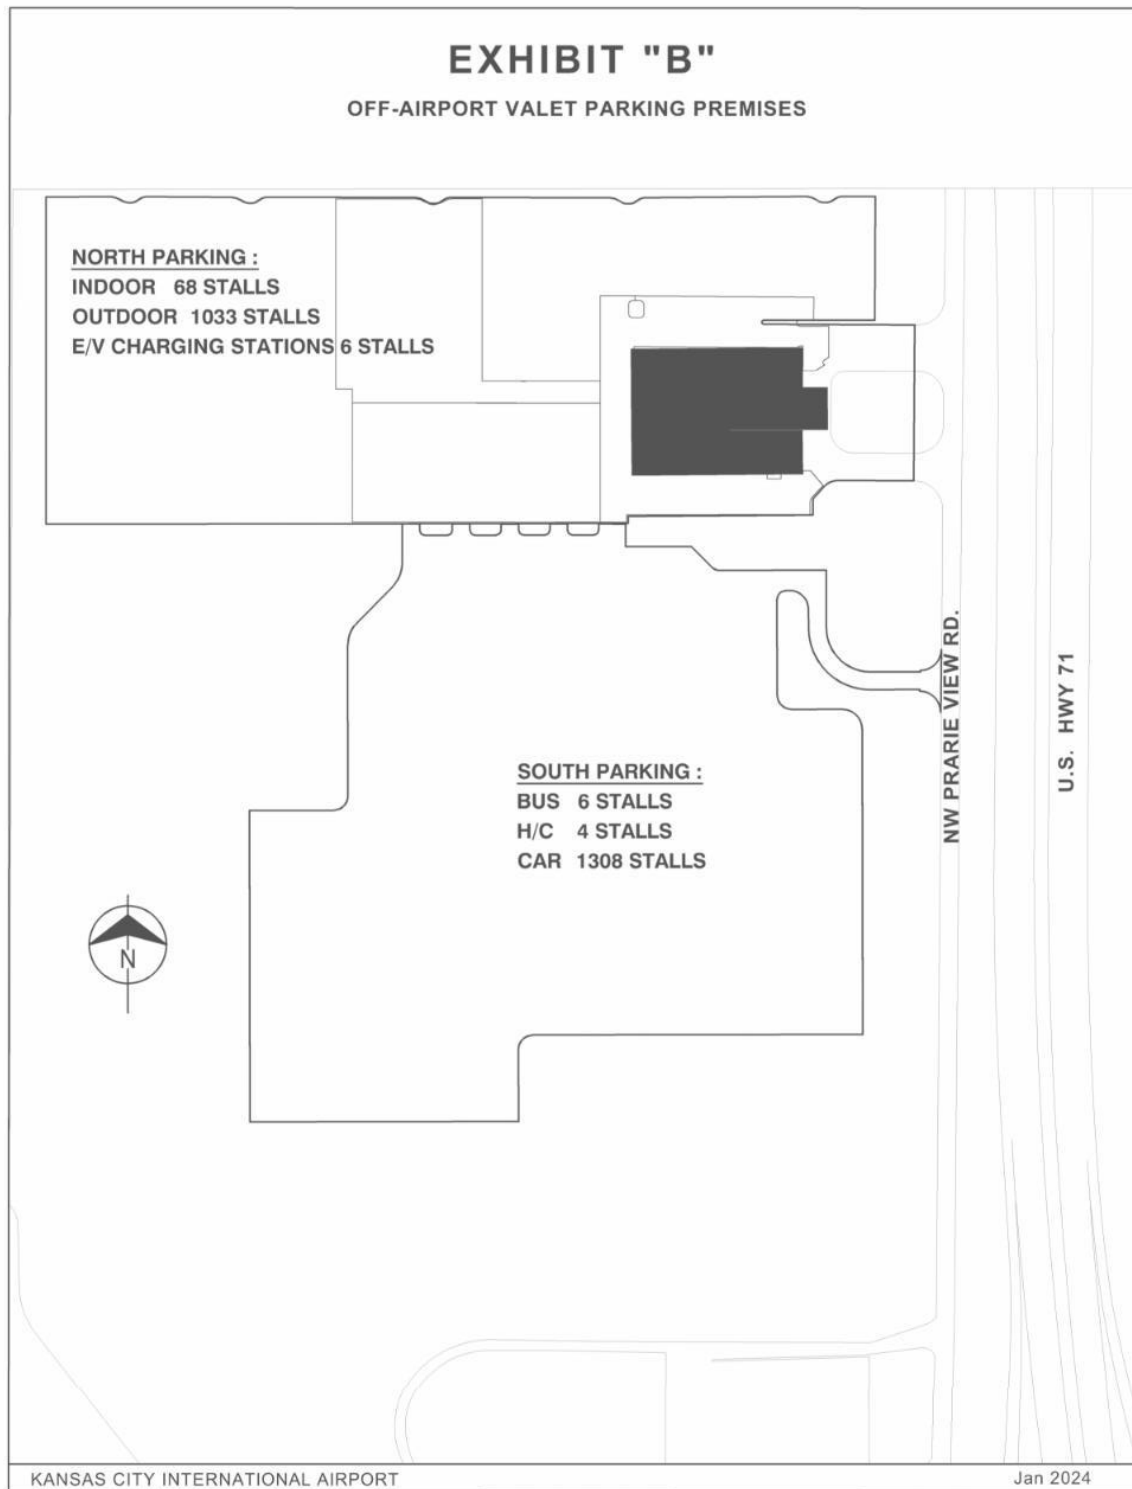 EXHIBIT "B"
OFF-AIRPORT VALET PARKING PREMISES
NORTH PARKING :
INDOOR 68 STALLS
OUTDOOR 1033 STALLS
E/V CHARGING STATIONS 6 STALLS
NW PRARIE VIEW RD.
U.S. HWY 71
SOUTH PARKING :
BUS 6 STALLS
H/C 4 STALLS
CAR 1308 STALLS
N
KANSAS CITY INTERNATIONAL AIRPORT
Jan 2024